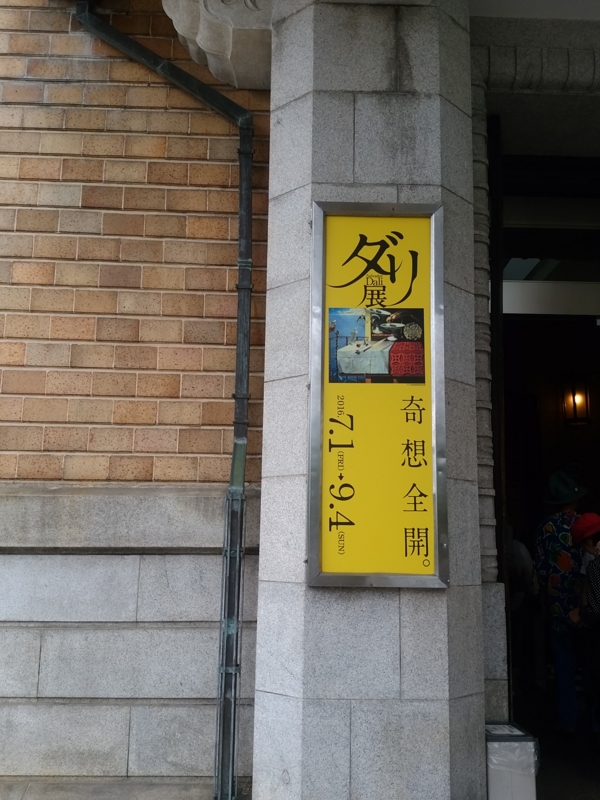 ダリ展
Dalí
奇想全開。
2016. 7.1 (FRI) → 9.4 (SUN)